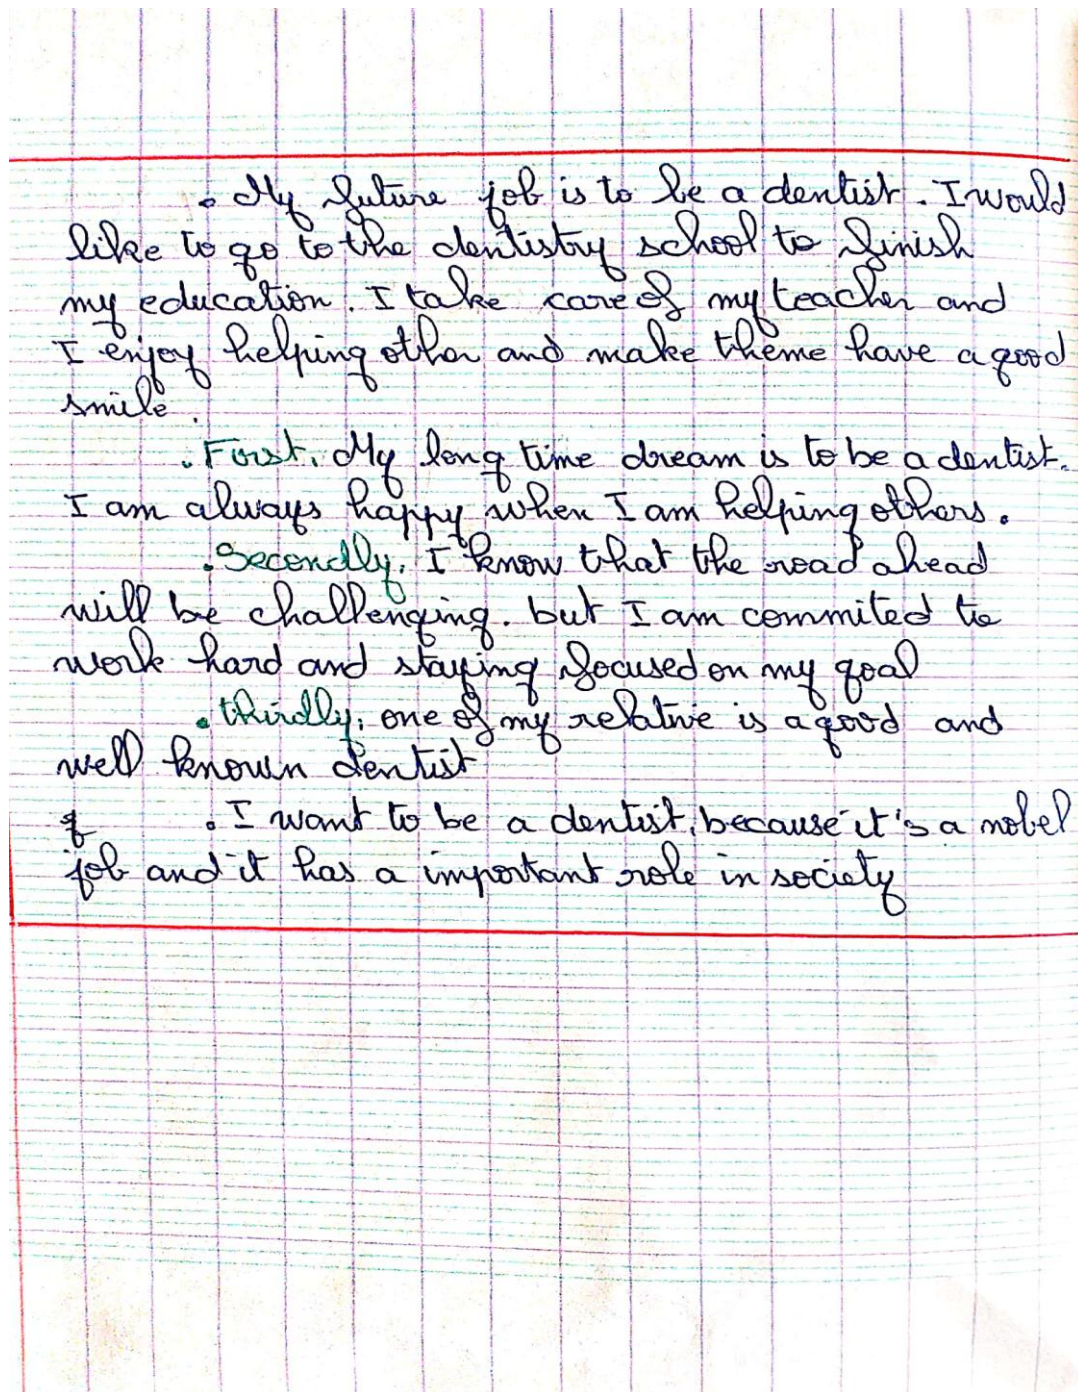 . My future job is to be a dentist. I would
like to go to the dentistry school to finish
my education. I take care of my teacher and
I enjoy helping other and make theme have a good
smile.
. First, My long time dream is to be a dentist.
I am always happy when I am helping others.
. Secondly, I know that the road ahead
will be challenging. but I am commited to
work hard and staying focused on my goal
. thirdly, one of my relative is a good and
well known dentist
. I want to be a dentist, because it's a nobel
job and it has a important role in society